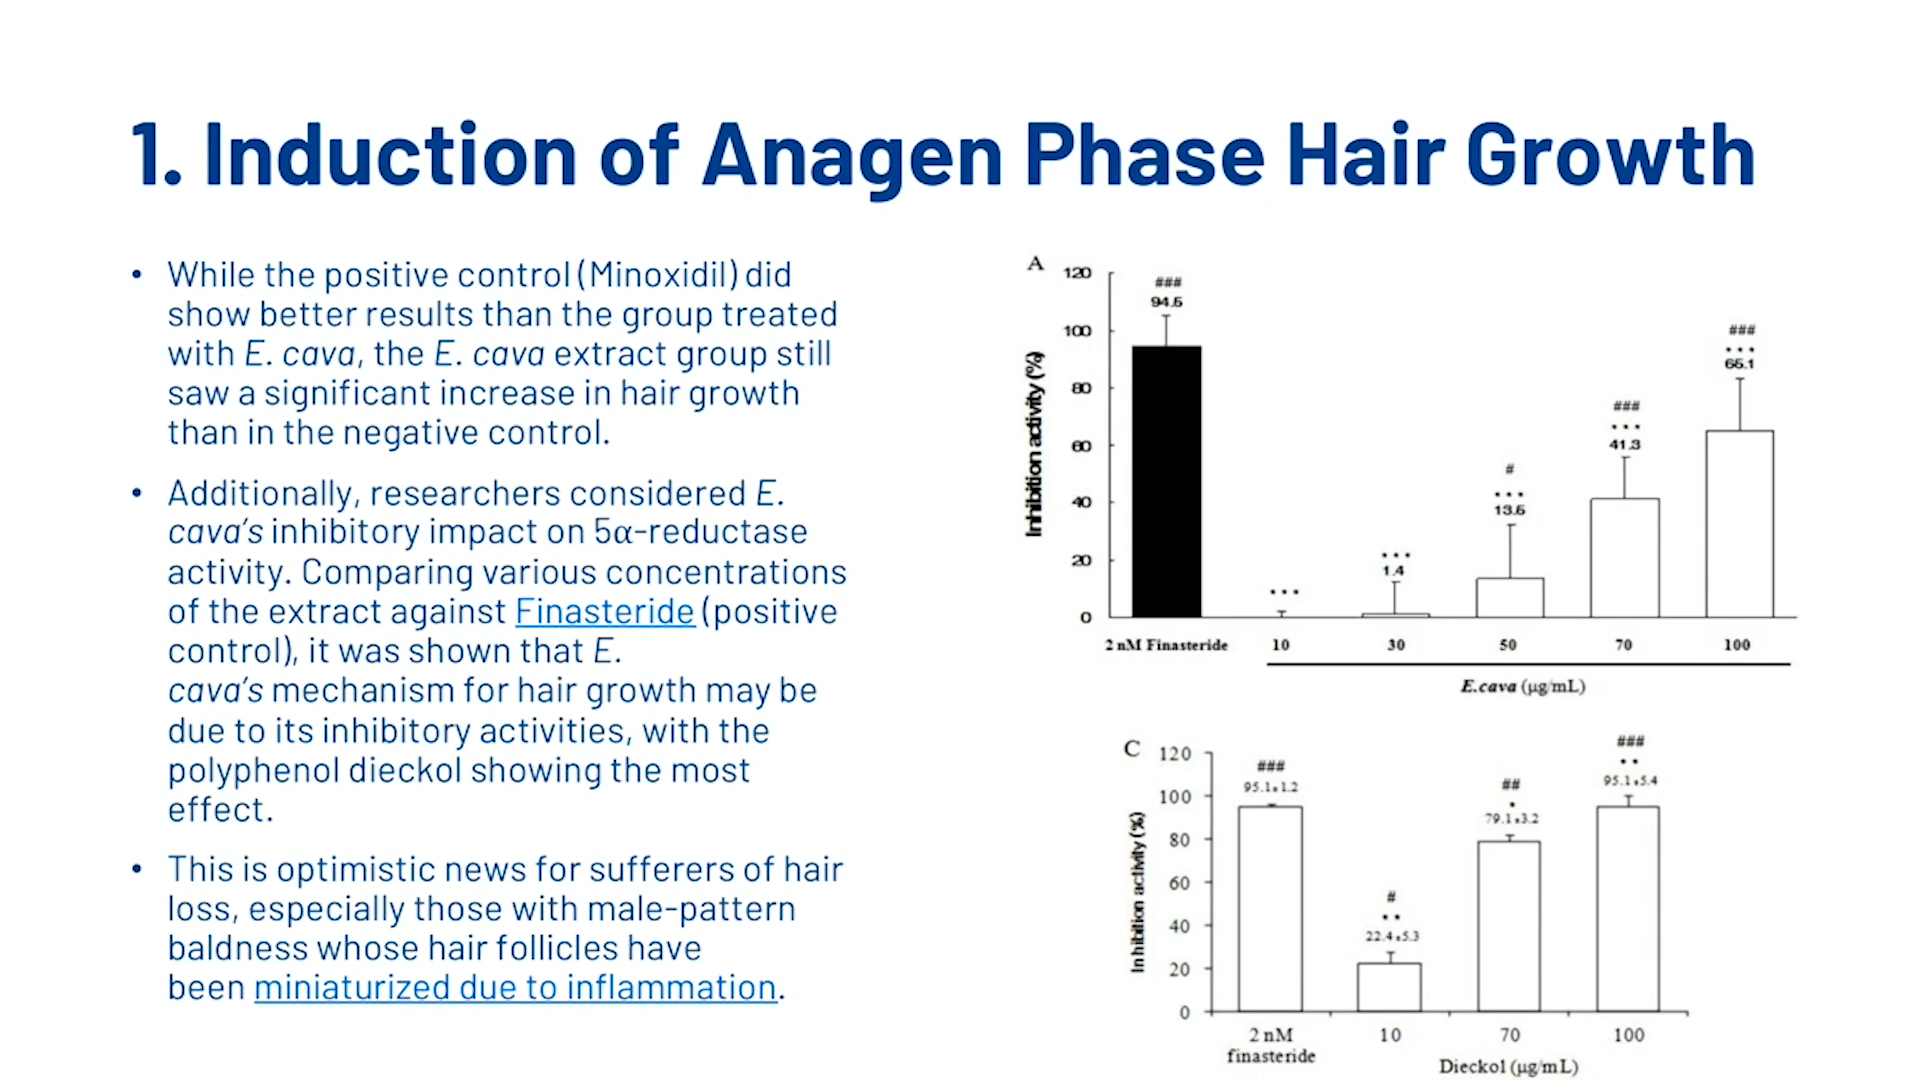 1. Induction of Anagen Phase Hair Growth
• While the positive control (Minoxidil) did
show better results than the group treated
with E. cava, the E. cava extract group still
saw a significant increase in hair growth
than in the negative control.
• Additionally, researchers considered E.
cava’s inhibitory impact on 5α-reductase
activity. Comparing various concentrations
of the extract against Finasteride (positive
control), it was shown that E.
cava’s mechanism for hair growth may be
due to its inhibitory activities, with the
polyphenol dieckol showing the most
effect.
• This is optimistic news for sufferers of hair
loss, especially those with male-pattern
baldness whose hair follicles have
been miniaturized due to inflammation.
A
Inhibition activity (%)
120
100
80
60
40
20
0
###
94.5
***
***
1.4
#
***
13.5
###
***
41.3
###
***
65.1
2 nM Finasteride 10 30 50 70 100
E.cava (µg/mL)
C
Inhibition activity (%)
120
100
80
60
40
20
0
###
95.1±1.2
#
**
22.4±5.3
##
*
79.1±3.2
###
**
95.1±5.4
2 nM 10 70 100
finasteride
Dieckol (µg/mL)